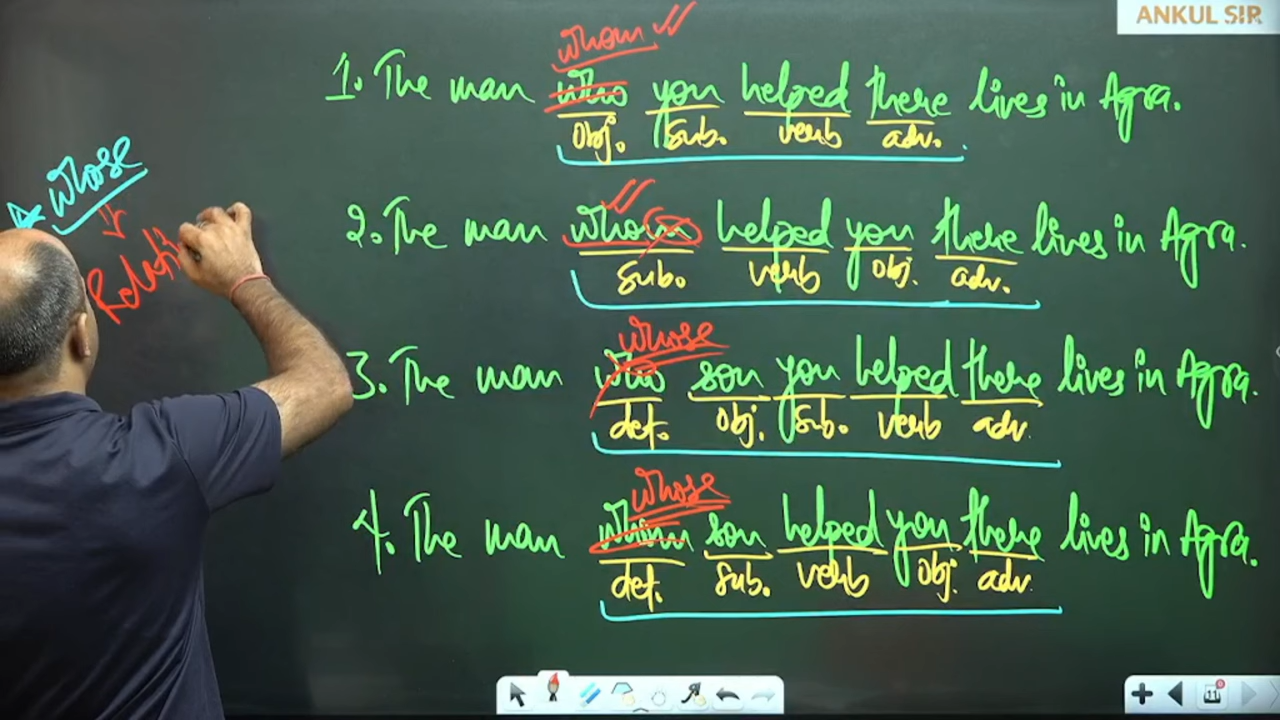 ANKUL SIR
whom
1. The man who you helped there lives in Agra.
obj. sub. verb adv.
whose
Relati
2. The man whom helped you there lives in Agra.
sub. verb obj. adv.
whose
3. The man who son you helped there lives in Agra.
det. obj. sub. verb adv.
whose
4. The man whom son helped you there lives in Agra.
det. sub. verb obj. adv.
11